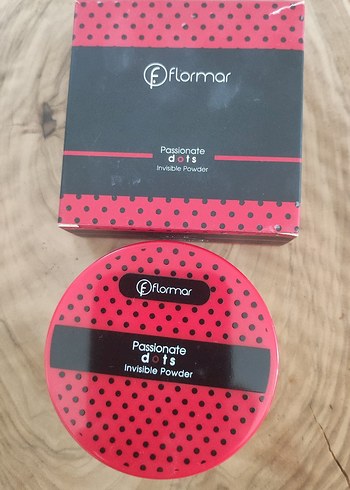 flormar
Passionate
dots
Invisible Powder
flormar
Passionate
dots
Invisible Powder